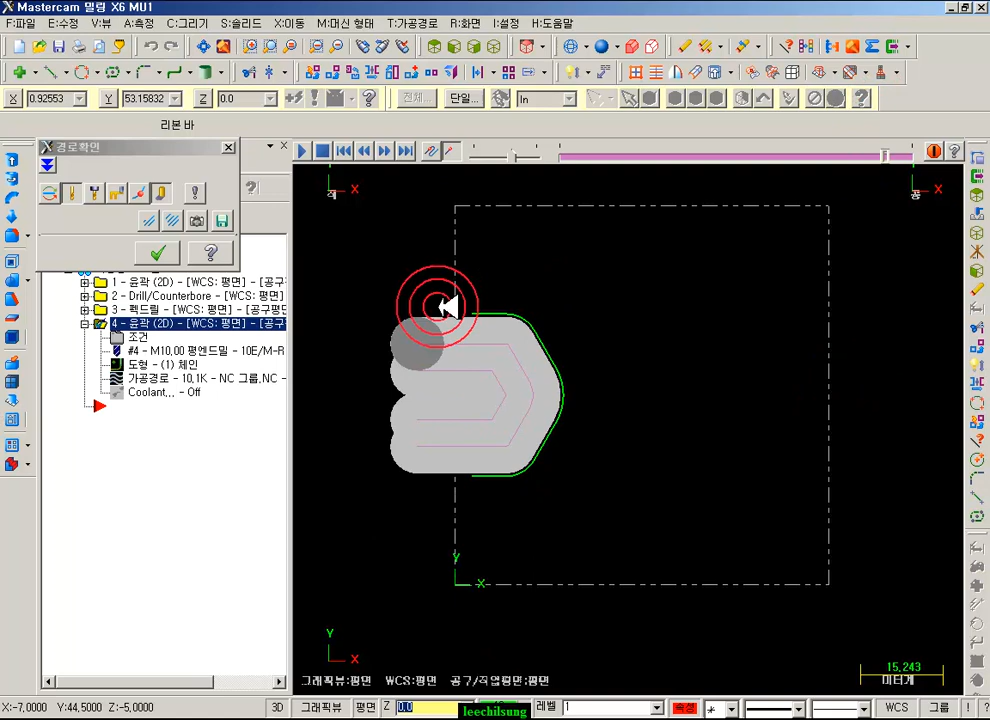 Mastercam 밀링 X6 MU1
F:파일 E:수정 V:뷰 A:측정 C:그리기 S:솔리드 X:이동 M:머신 형태 T:가공경로 R:화면 I:설정 H:도움말
X 0.92553 Y 53.15832 Z 0.0 전체... 단일... In
리본 바
경로확인
X X
1 - 윤곽 (2D) - [WCS: 평면] - [공구평면
2 - Drill/Counterbore - [WCS: 평면] - [공
3 - 펙드릴 - [WCS: 평면] - [공구평면
4 - 윤곽 (2D) - [WCS: 평면] - [공구
조건
#4 - M10,00 평엔드밀 - 10E/M-R
도형 - (1) 체인
가공경로 - 10,1K - NC 그룹.NC -
Coolant... - Off
Y
X
Y
X
15,243
미터계
그래픽뷰:평면 WCS:평면 공구/작업평면:평면
X:-7,0000 Y:44,5000 Z:-5,0000 3D 그래픽뷰 평면 Z 0.0 레벨 1 속성 WCS 그룹 ! ?
leechilsung